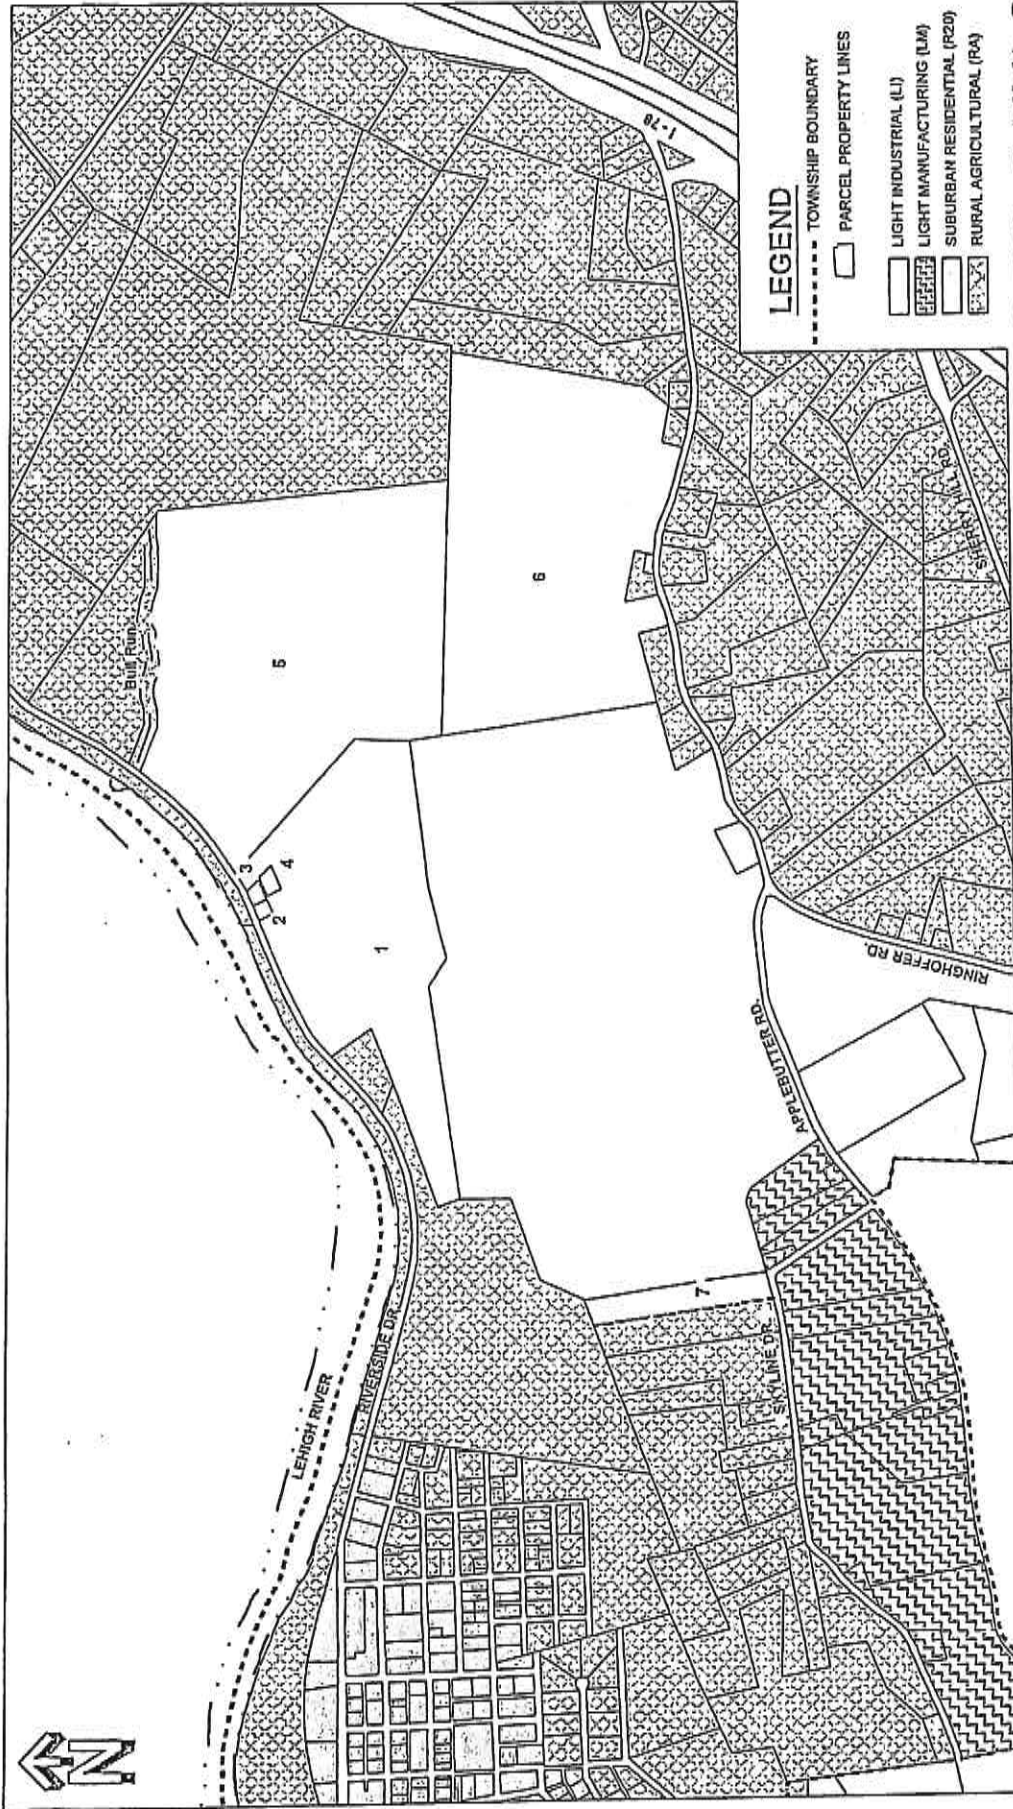 N
LEHIGH RIVER
RIVERSIDE DR.
Bull Run
1
2
3
4
5
6
7
I-78
SKYLINE DR.
APPLEBUTTER RD.
RINGHOFFER RD.
SHERRY HILL RD.
LEGEND
TOWNSHIP BOUNDARY
PARCEL PROPERTY LINES
LIGHT INDUSTRIAL (LI)
LIGHT MANUFACTURING (LM)
SUBURBAN RESIDENTIAL (R20)
RURAL AGRICULTURAL (RA)